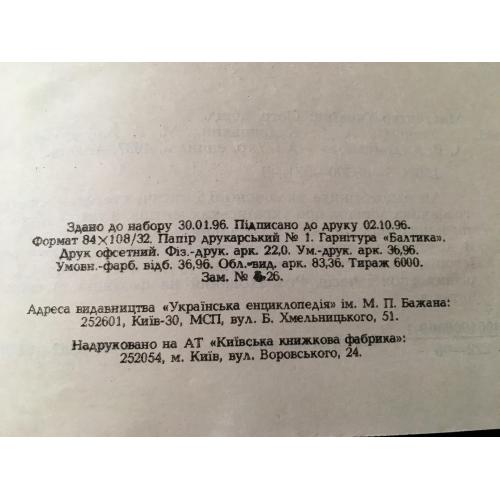 Здано до набору 30.01.96. Підписано до друку 02.10.96.
Формат 84×108/32. Папір друкарський № 1. Гарнітура «Балтика».
Друк офсетний. Фіз.-друк. арк. 22,0. Ум.-друк. арк. 36,96.
Умовн.-фарб. відб. 36,96. Обл.-вид. арк. 83,36. Тираж 6000.
Зам. № 26.
Адреса видавництва «Українська енциклопедія» ім. М. П. Бажана:
252601, Київ-30, МСП, вул. Б. Хмельницького, 51.
Надруковано на АТ «Київська книжкова фабрика»:
252054, м. Київ, вул. Воровського, 24.